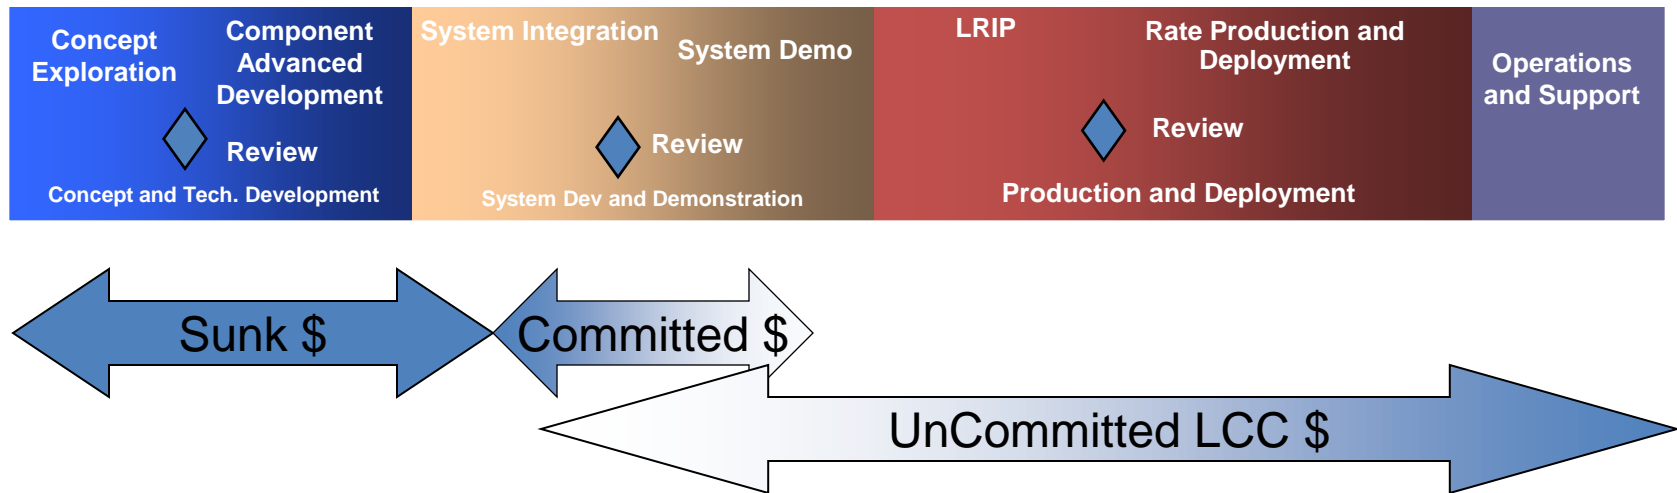 Concept
Exploration
Component
Advanced
Development
Review
Concept and Tech. Development
System Integration
System Demo
Review
System Dev and Demonstration
LRIP
Rate Production and
Deployment
Review
Production and Deployment
Operations
and Support
Sunk $
Committed $
UnCommitted LCC $